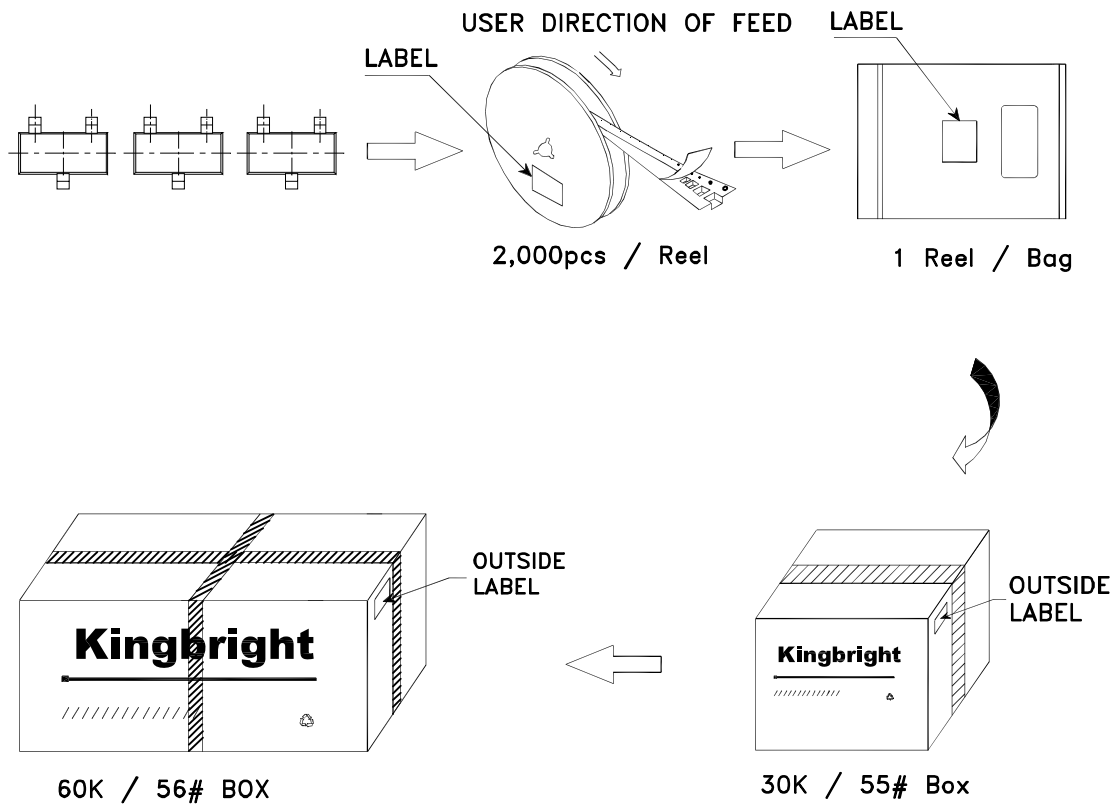 USER DIRECTION OF FEED
LABEL
LABEL
2,000pcs / Reel
1 Reel / Bag
OUTSIDE
LABEL
OUTSIDE
LABEL
Kingbright
Kingbright
60K / 56# BOX
30K / 55# Box